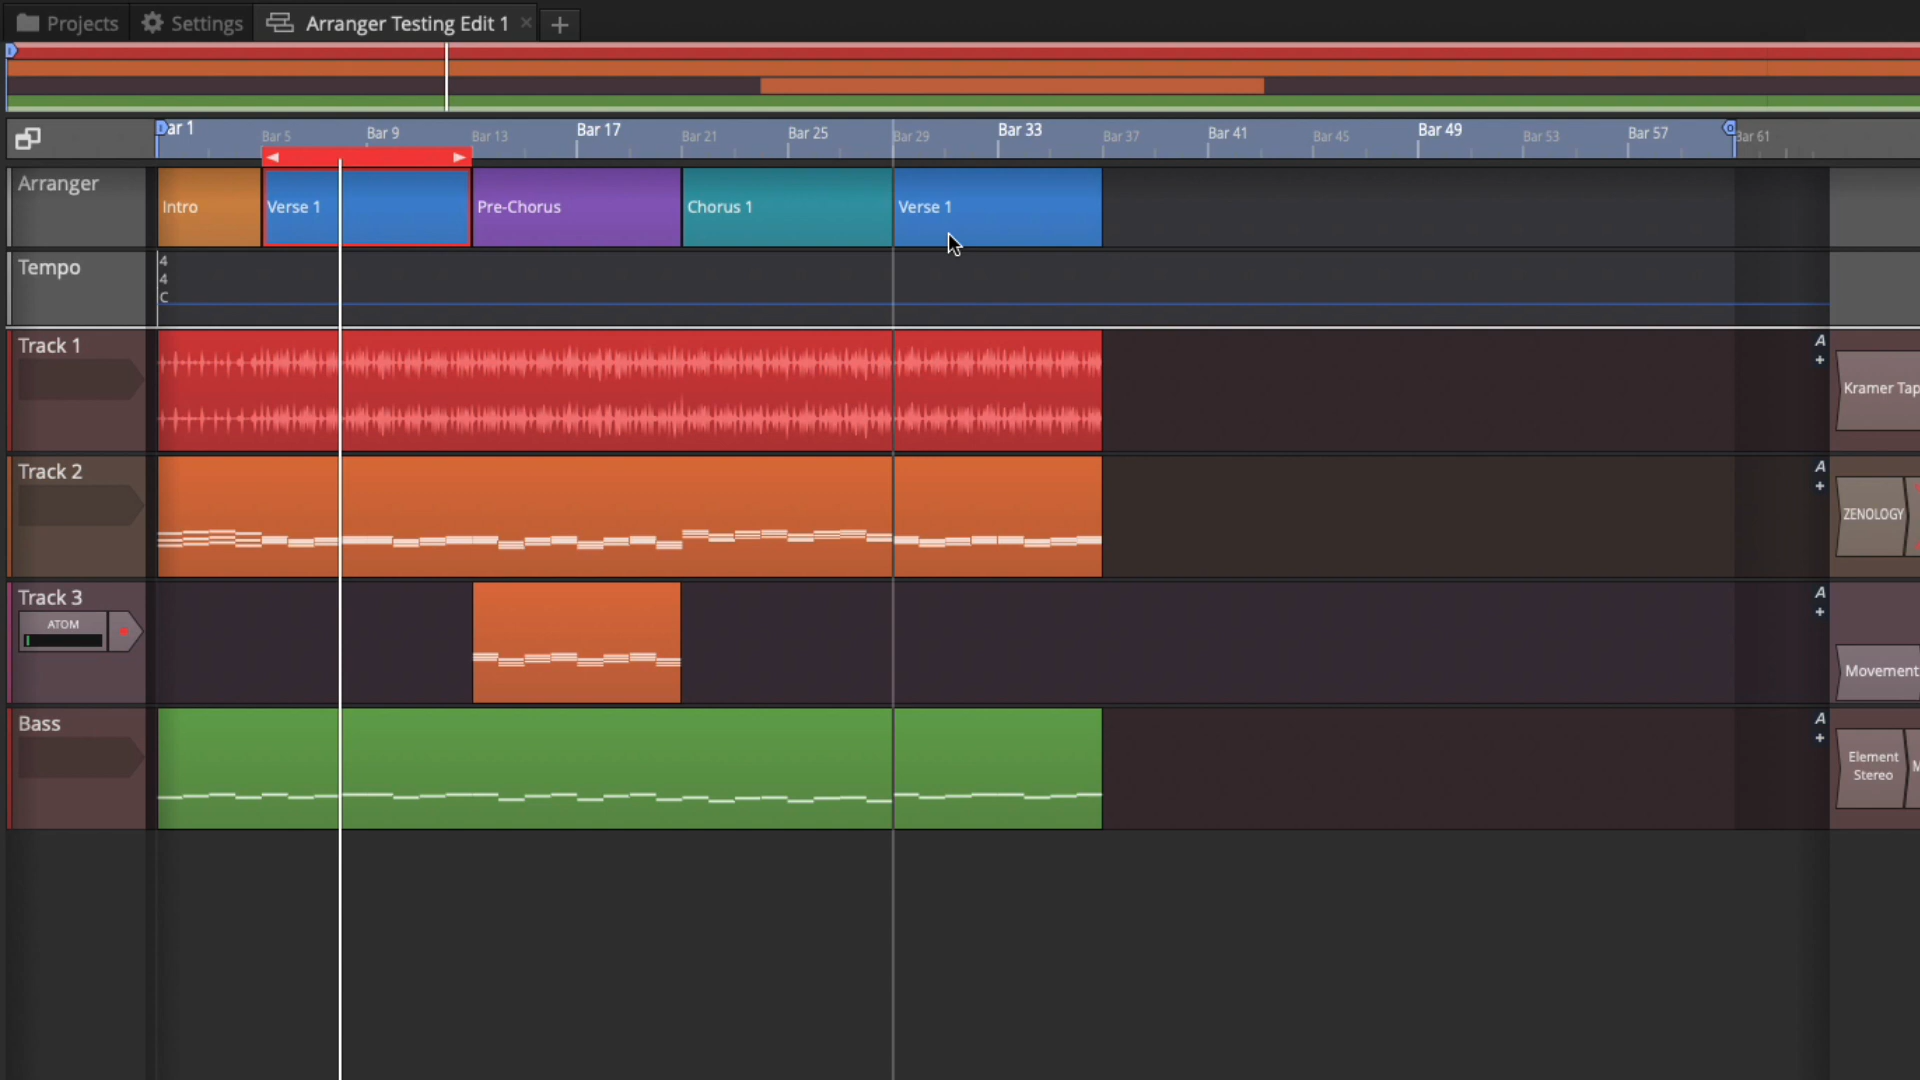 Projects
Settings
Arranger Testing Edit 1
ar 1
Bar 5
Bar 9
Bar 13
Bar 17
Bar 21
Bar 25
Bar 29
Bar 33
Bar 37
Bar 41
Bar 45
Bar 49
Bar 53
Bar 57
Bar 61
Arranger
Intro
Verse 1
Pre-Chorus
Chorus 1
Verse 1
Tempo
4
4
C
Track 1
A
+
Kramer Tap
Track 2
A
+
ZENOLOGY
Track 3
ATOM
A
+
Movement
Bass
A
+
Element
Stereo
M